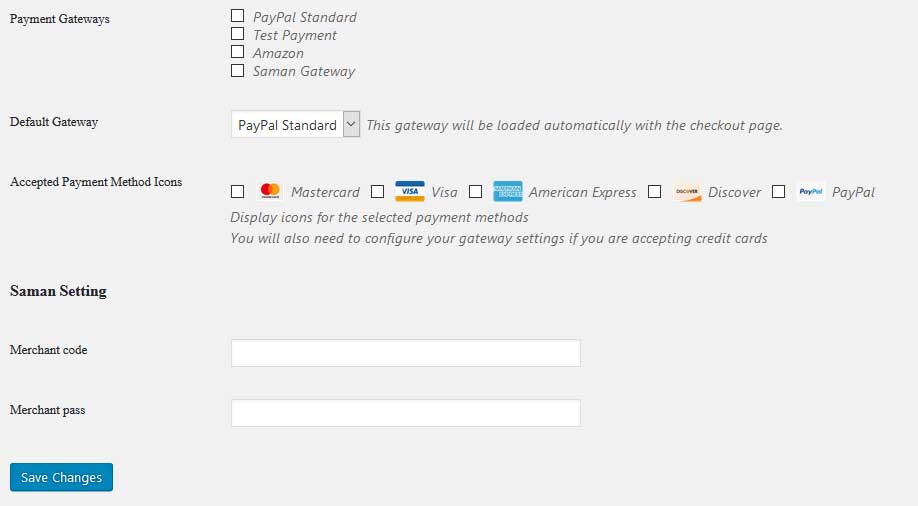 Payment Gateways
PayPal Standard
Test Payment
Amazon
Saman Gateway
Default Gateway
PayPal Standard This gateway will be loaded automatically with the checkout page.
Accepted Payment Method Icons
Mastercard VISA Visa American Express DISCOVER Discover PayPal PayPal
Display icons for the selected payment methods
You will also need to configure your gateway settings if you are accepting credit cards
Saman Setting
Merchant code
Merchant pass
Save Changes